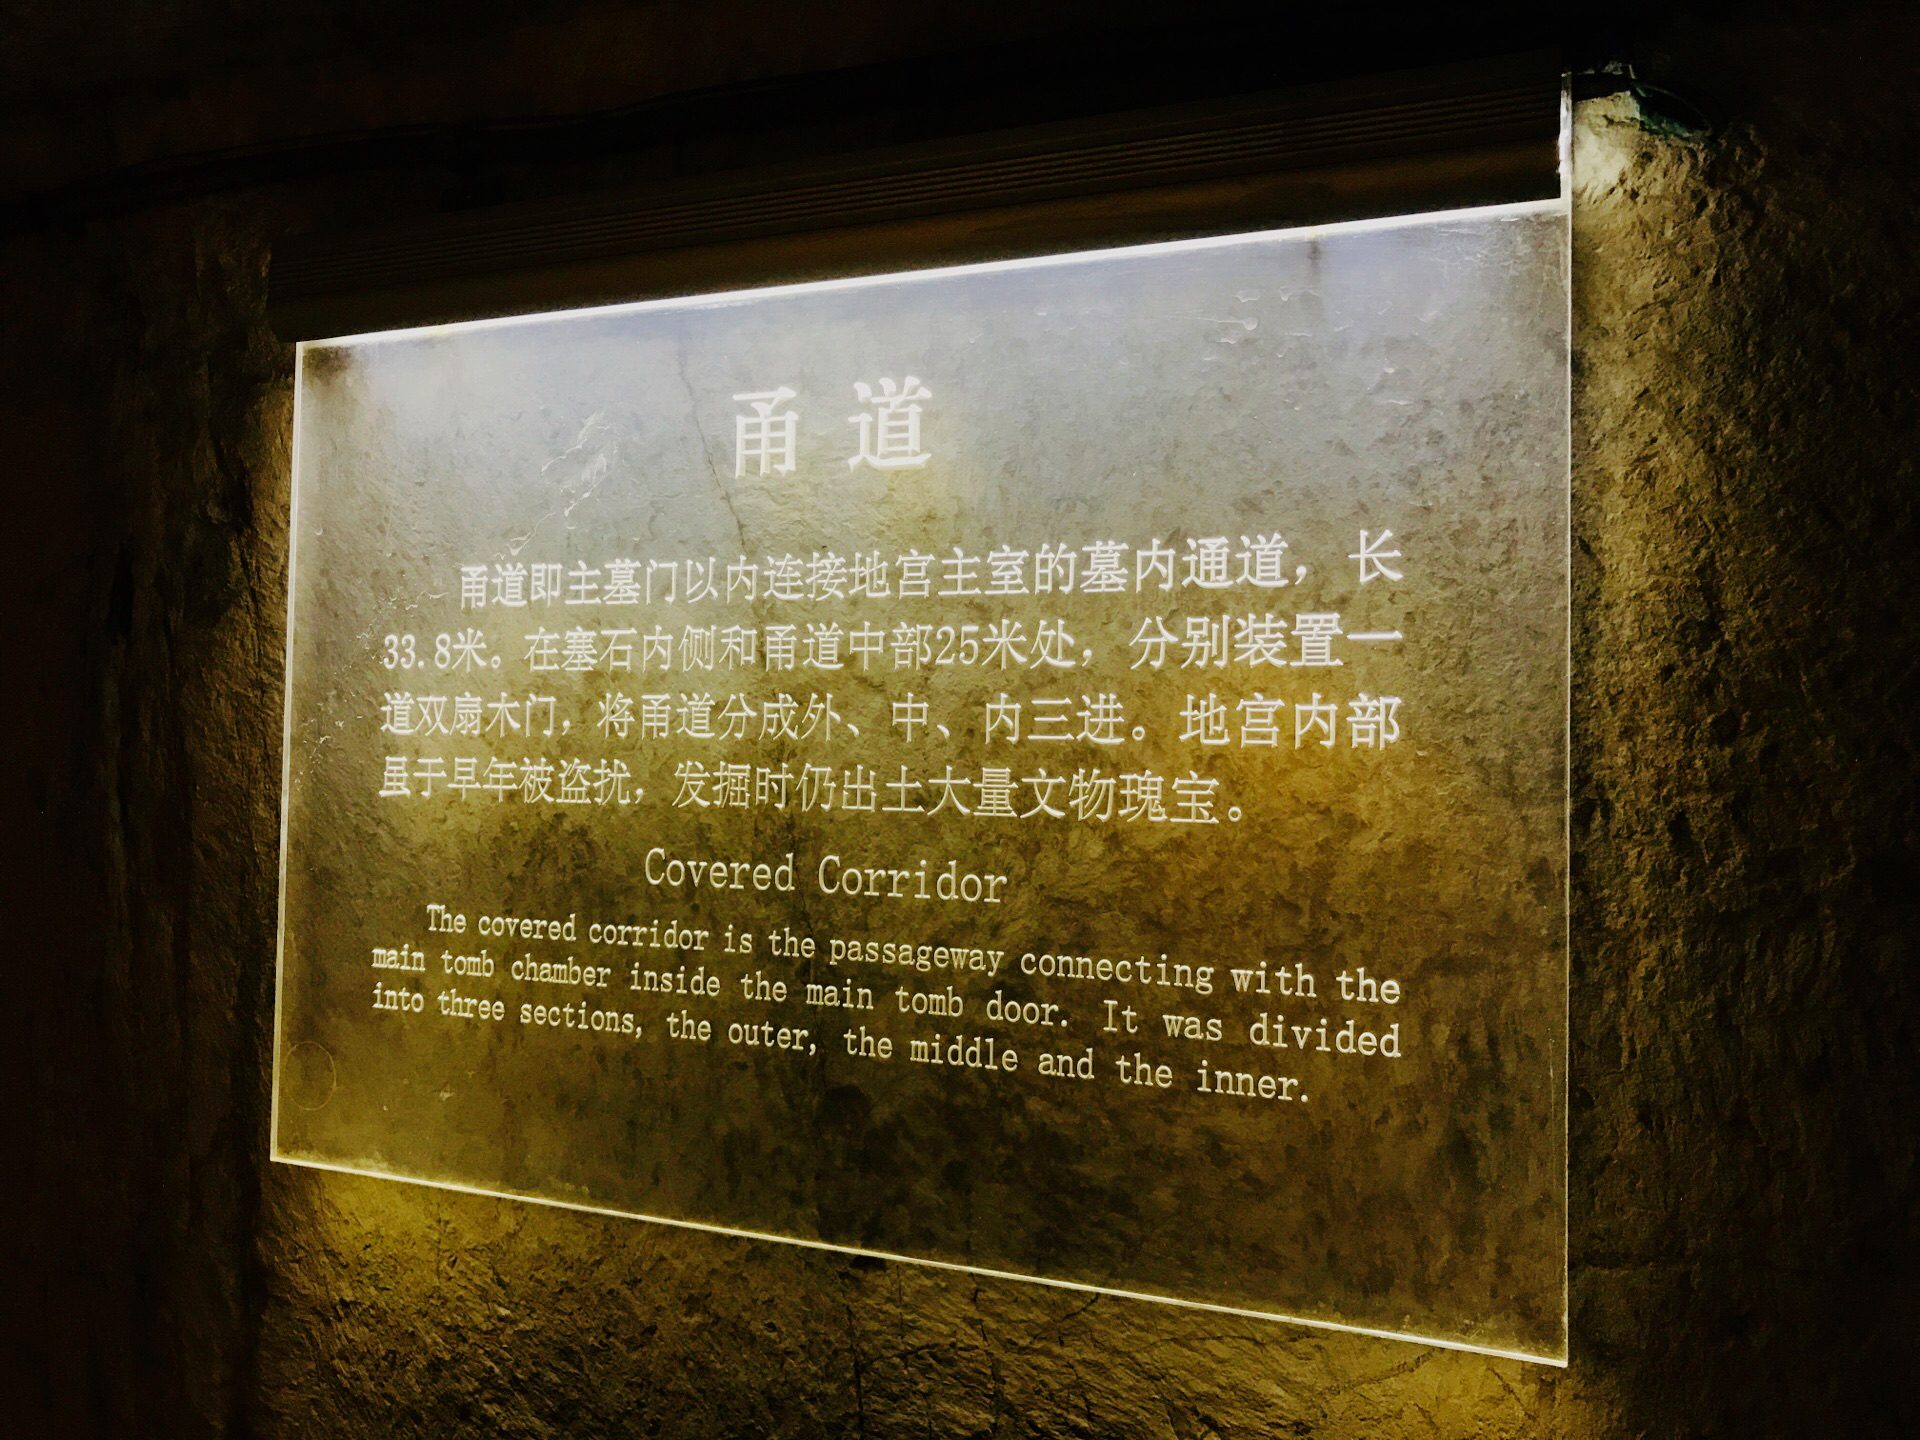 甬道
甬道即主墓门以内连接地宫主室的墓内通道，长
33.8米。在塞石内侧和甬道中部25米处，分别装置一
道双扇木门，将甬道分成外、中、内三进。地宫内部
虽于早年被盗扰，发掘时仍出土大量文物瑰宝。
Covered Corridor
The covered corridor is the passageway connecting with the
main tomb chamber inside the main tomb door. It was divided
into three sections, the outer, the middle and the inner.